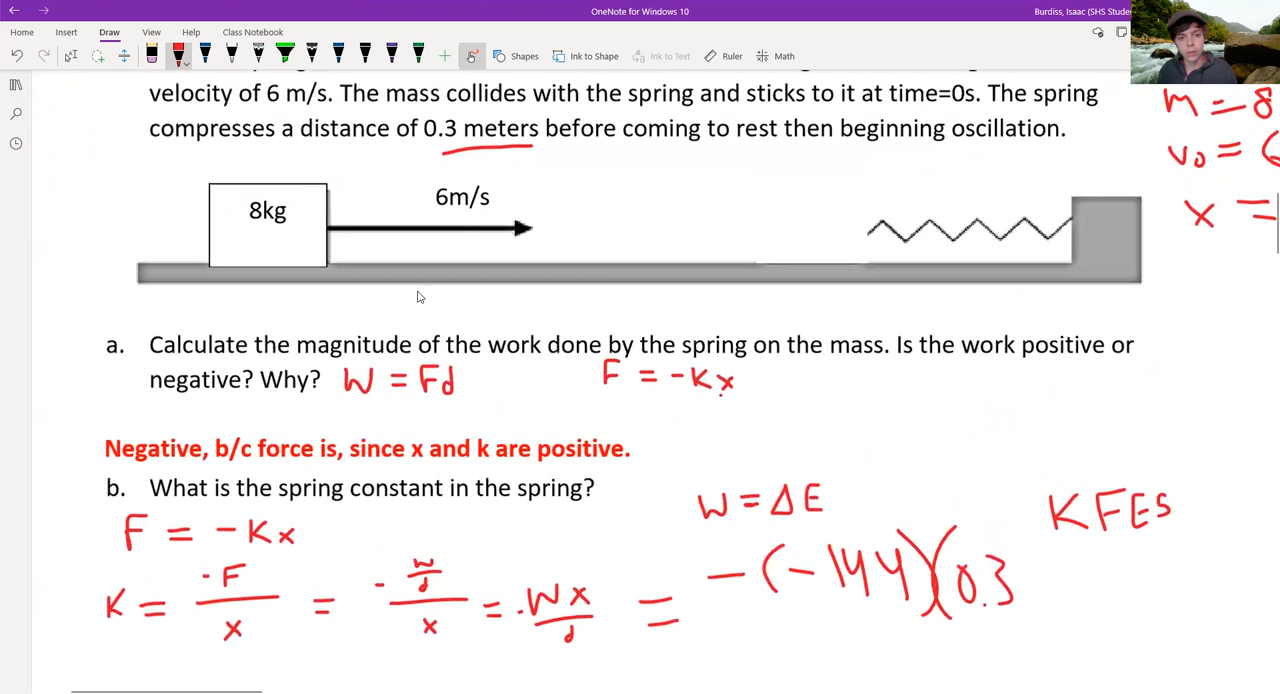 OneNote for Windows 10
Burdiss, Isaac (SHS Stude
Home Insert Draw View Help Class Notebook
Shapes Ink to Shape Ink to Text Ruler Math
velocity of 6 m/s. The mass collides with the spring and sticks to it at time=0s. The spring
compresses a distance of 0.3 meters before coming to rest then beginning oscillation.
m = 8
v0 = 6
x =
8kg
6m/s
a. Calculate the magnitude of the work done by the spring on the mass. Is the work positive or
negative? Why? W = Fd F = -Kx
Negative, b/c force is, since x and k are positive.
b. What is the spring constant in the spring?
W = ΔE
KFES
F = -Kx
K = -F/x = -(W/d)/x = -Wx/d = -(-144)(0.3